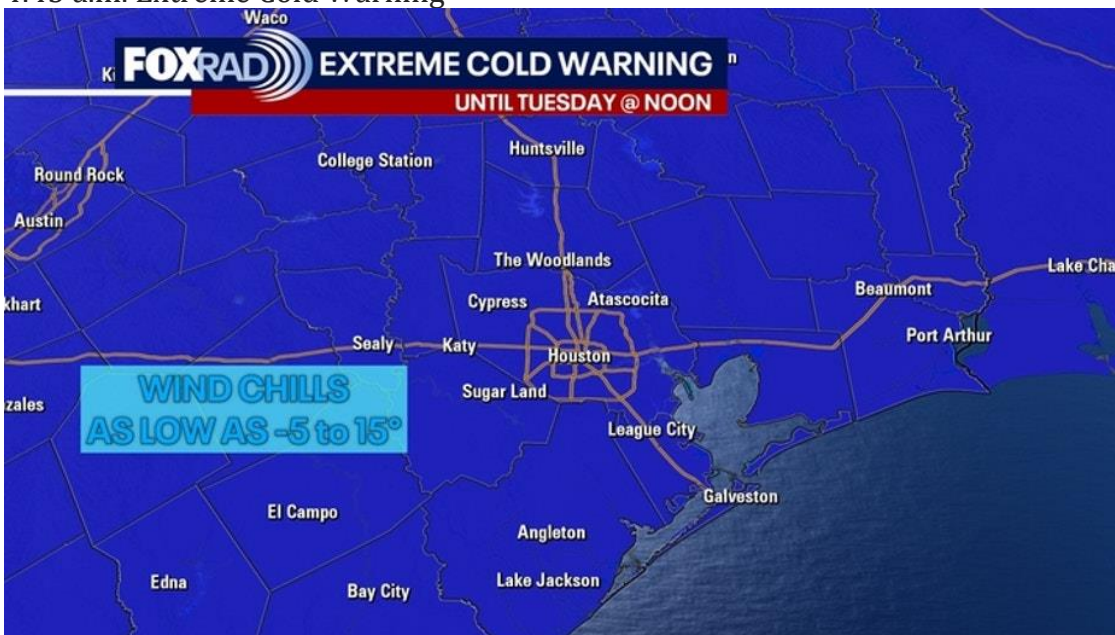 Waco
FOXRAD EXTREME COLD WARNING
UNTIL TUESDAY @ NOON
College Station
Huntsville
Round Rock
Austin
The Woodlands
Lake Cha
Cypress
Atascocita
Beaumont
khart
Sealy
Katy
Houston
Port Arthur
WIND CHILLS
AS LOW AS -5 to 15°
Sugar Land
zales
League City
Galveston
El Campo
Angleton
Edna
Bay City
Lake Jackson